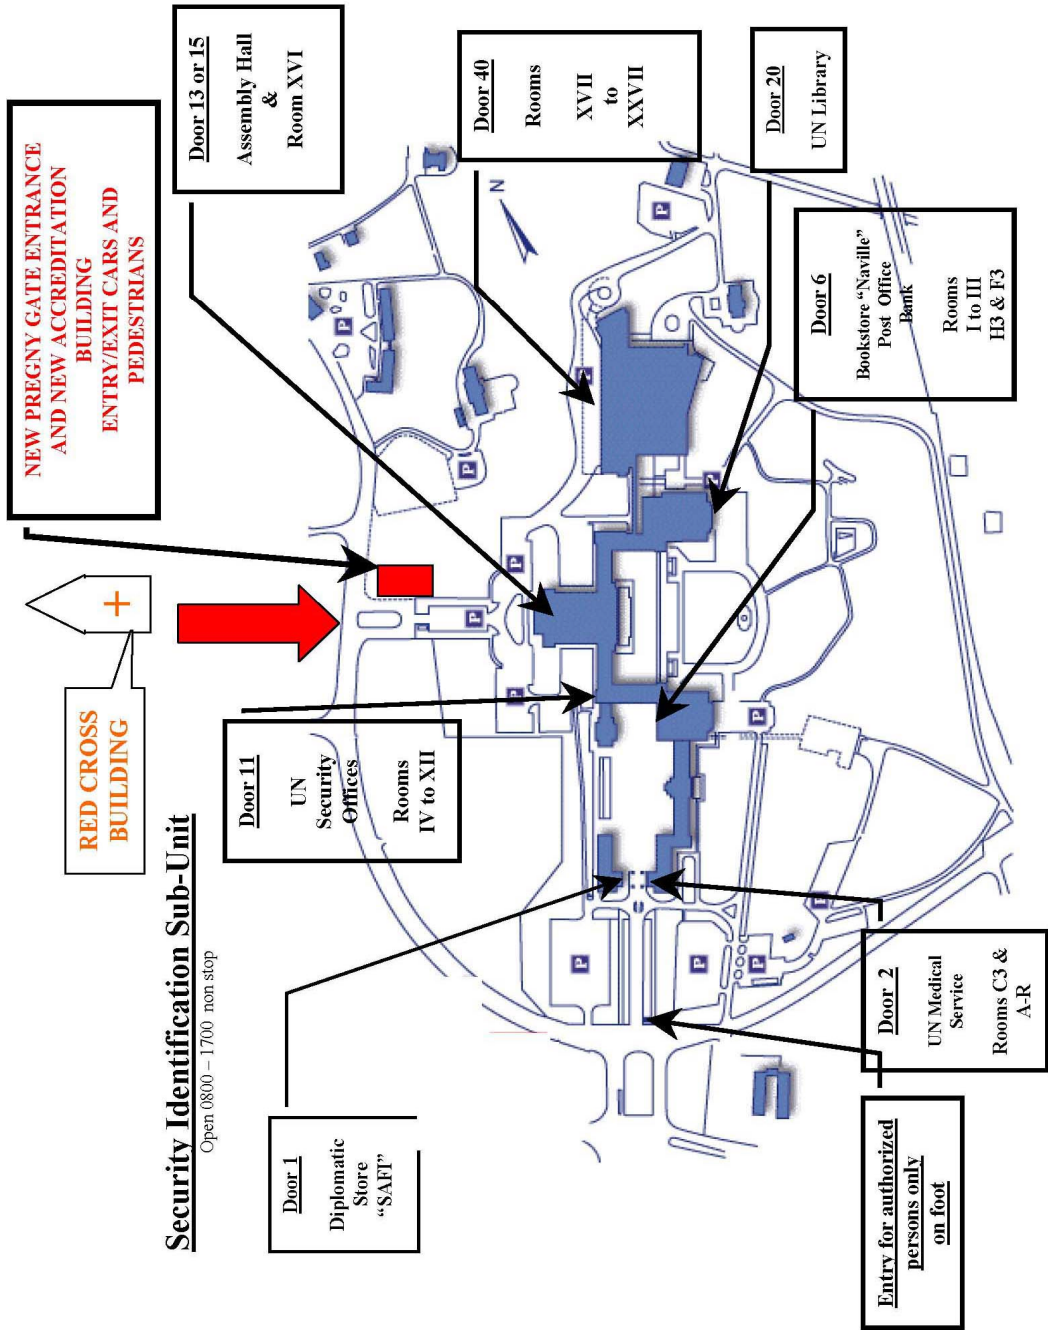 Security Identification Sub-Unit
Open 0800 – 1700 non stop
RED CROSS
BUILDING
+
NEW PREGNY GATE ENTRANCE
AND NEW ACCREDITATION
BUILDING
ENTRY/EXIT CARS AND
PEDESTRIANS
Door 1
Diplomatic
Store
“SAFI”
Door 11
UN
Security
Offices
Rooms
IV to XII
Door 13 or 15
Assembly Hall
&
Room XVI
Door 40
Rooms
XVII
to
XXVII
Door 20
UN Library
Door 6
Bookstore “Naville”
Post Office
Bank
Rooms
I to III
H3 & F3
Door 2
UN Medical
Service
Rooms C3 &
A-R
Entry for authorized
persons only
on foot
N
P
P
P
P
P
P
P
P
P
P
P
P
P
P